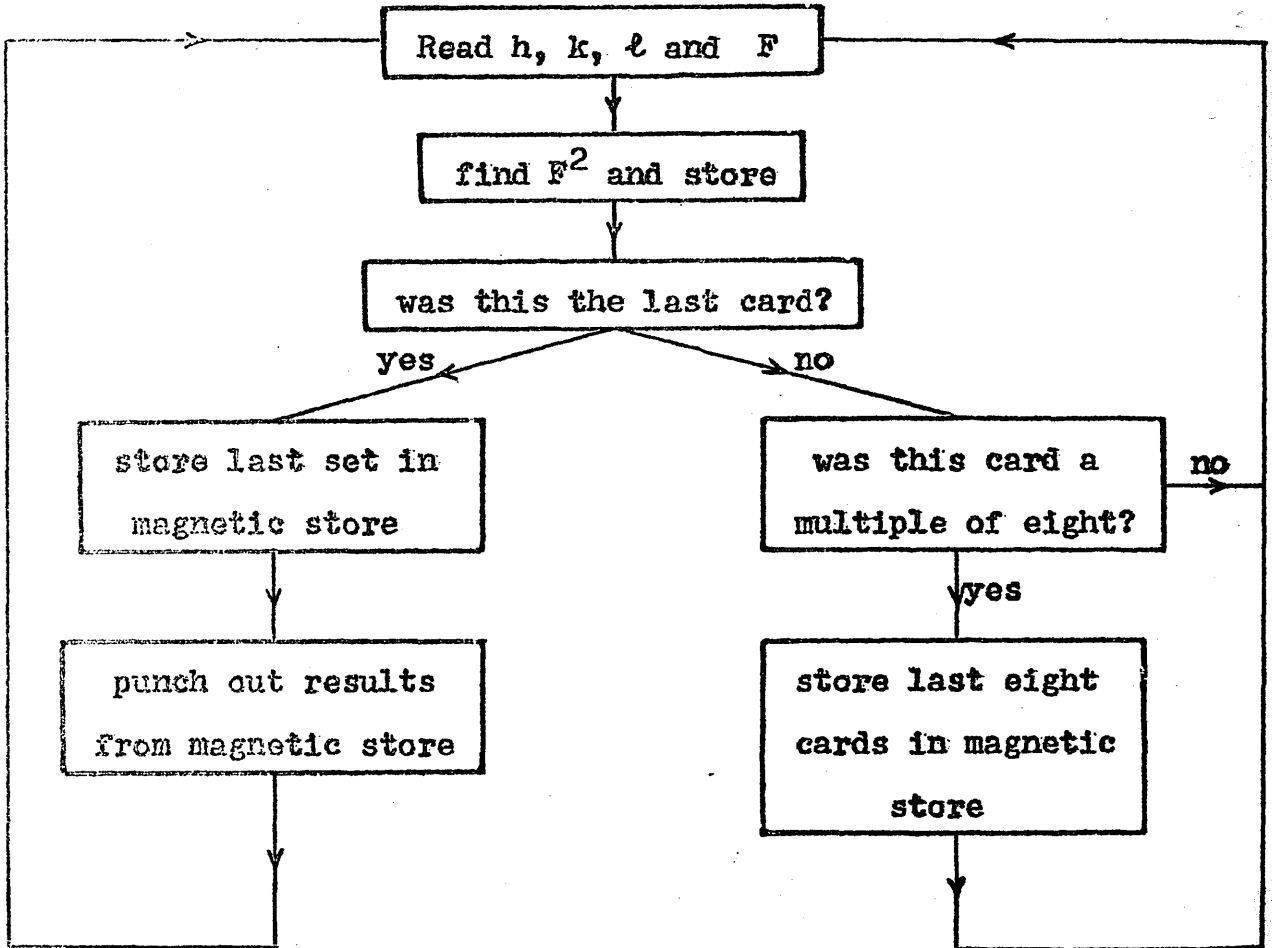 Read h, k, ℓ and F
find F² and store
was this the last card?
yes
no
store last set in
magnetic store
was this card a
multiple of eight?
no
yes
punch out results
from magnetic store
store last eight
cards in magnetic
store